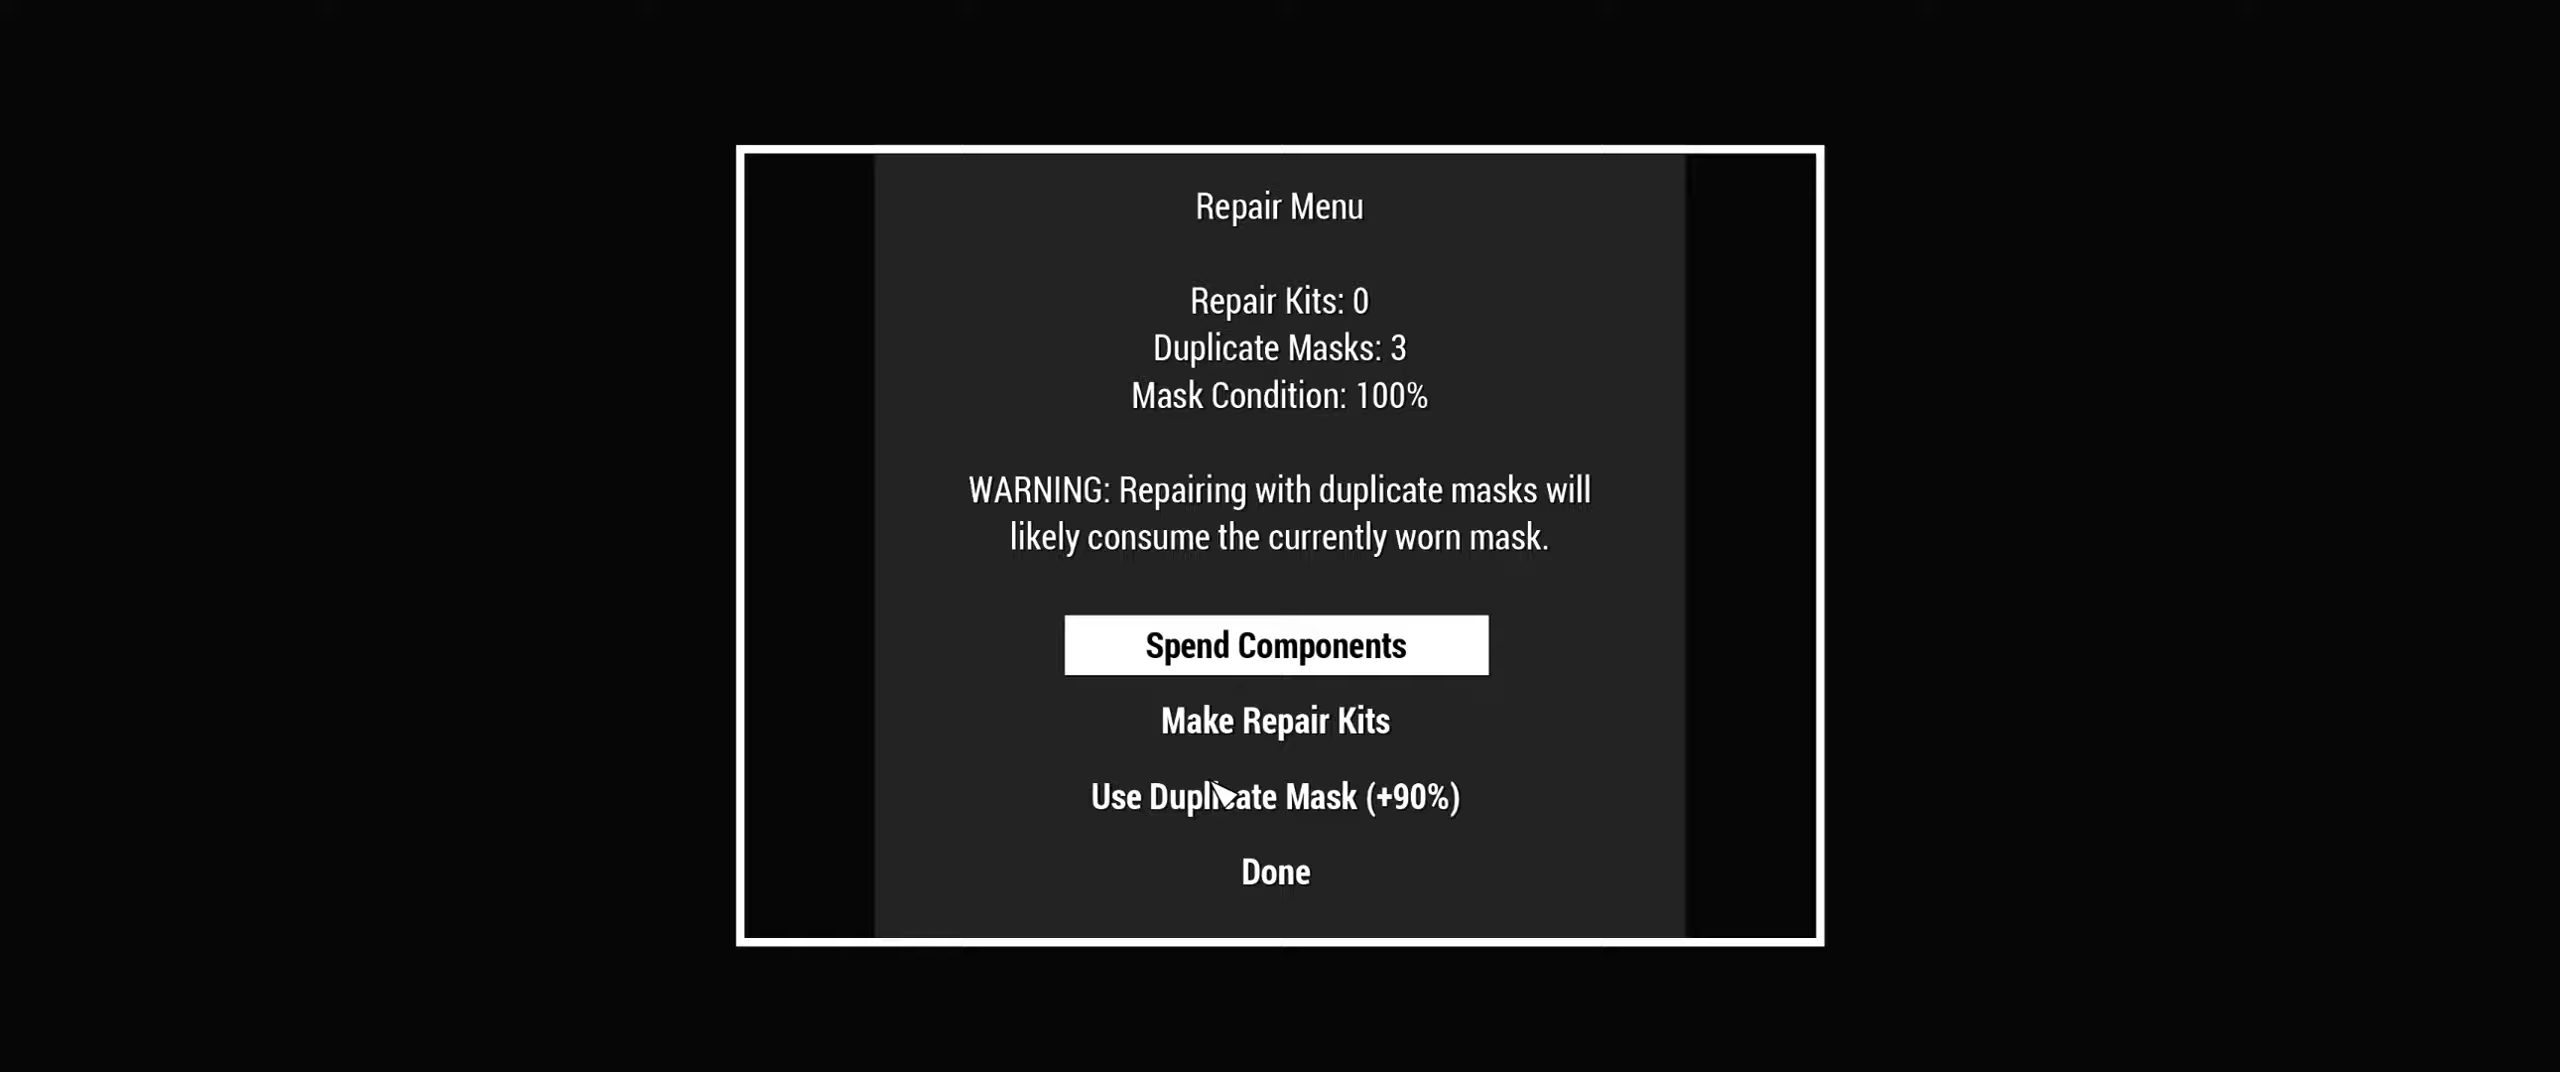 Repair Menu
Repair Kits: 0
Duplicate Masks: 3
Mask Condition: 100%
WARNING: Repairing with duplicate masks will
likely consume the currently worn mask.
Spend Components
Make Repair Kits
Use Duplicate Mask (+90%)
Done